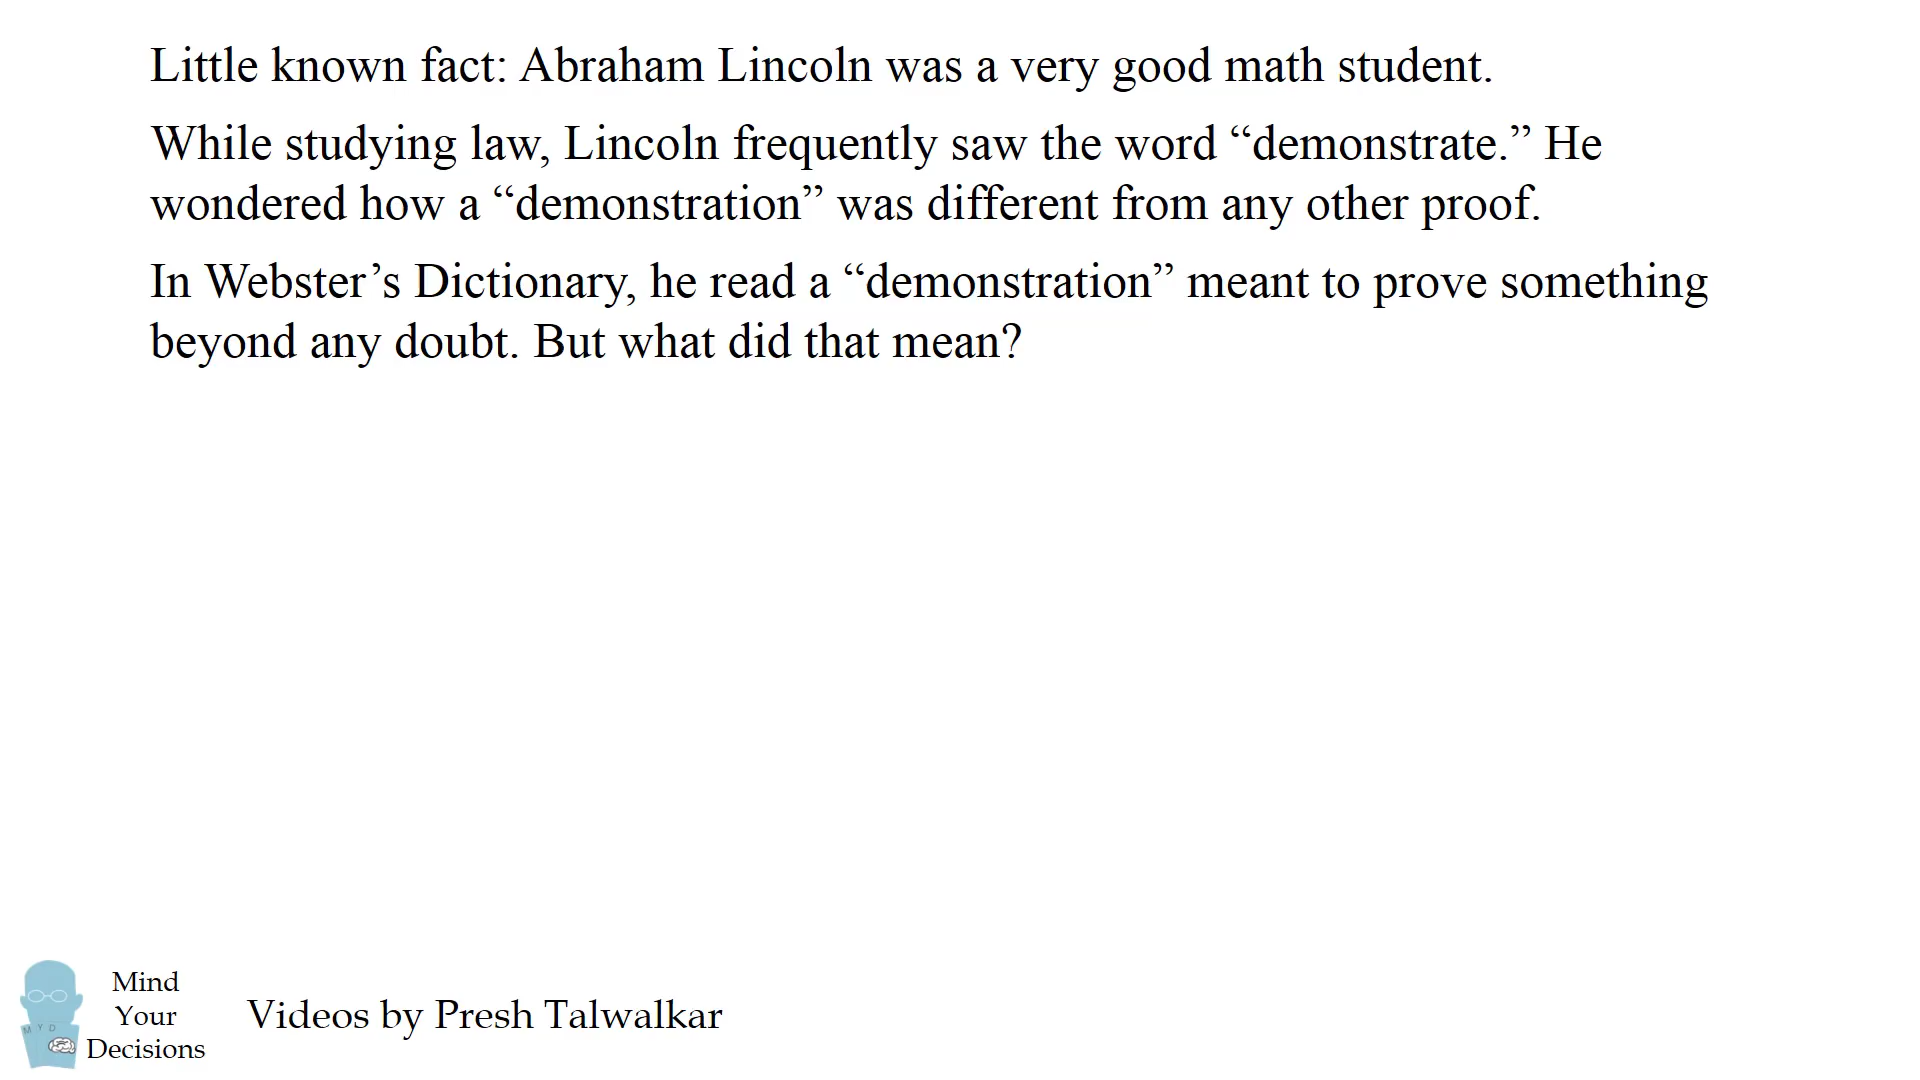 Little known fact: Abraham Lincoln was a very good math student.
While studying law, Lincoln frequently saw the word “demonstrate.” He
wondered how a “demonstration” was different from any other proof.
In Webster’s Dictionary, he read a “demonstration” meant to prove something
beyond any doubt. But what did that mean?
M Y D
Mind
Your
Decisions
Videos by Presh Talwalkar